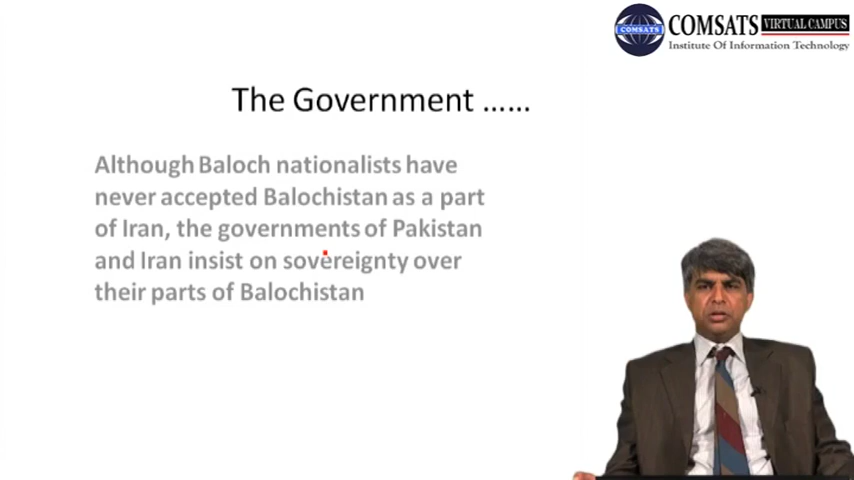 COMSATS
COMSATS VIRTUAL CAMPUS
Institute Of Information Technology
The Government ......
Although Baloch nationalists have
never accepted Balochistan as a part
of Iran, the governments of Pakistan
and Iran insist on sovereignty over
their parts of Balochistan